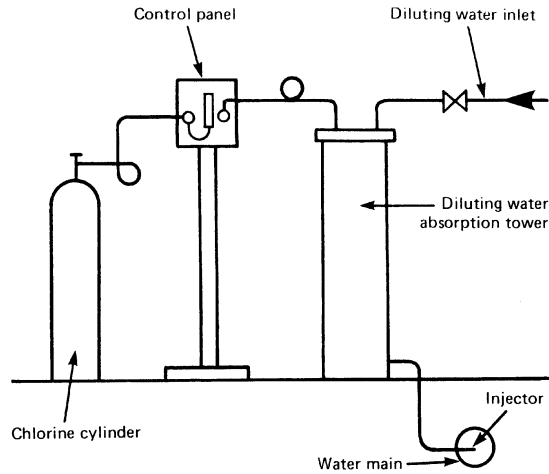 Control panel
Diluting water inlet
Diluting water
absorption tower
Injector
Chlorine cylinder
Water main